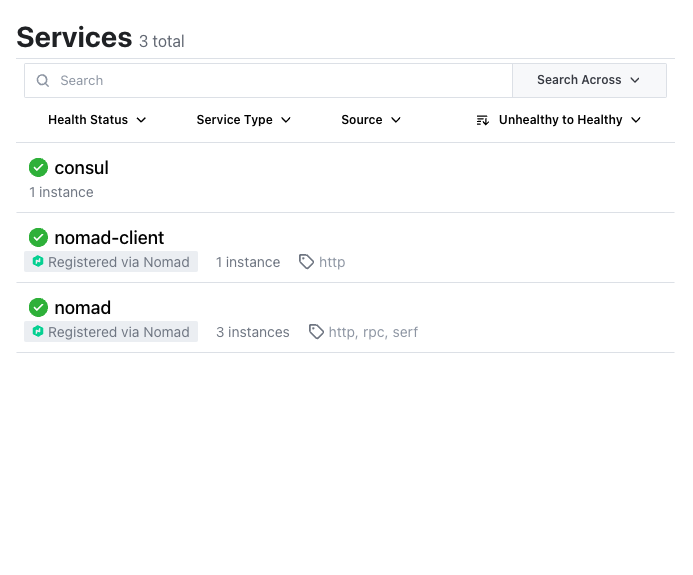 Services 3 total
Search Search Across
Health Status Service Type Source Unhealthy to Healthy
consul
1 instance
nomad-client
Registered via Nomad 1 instance http
nomad
Registered via Nomad 3 instances http, rpc, serf